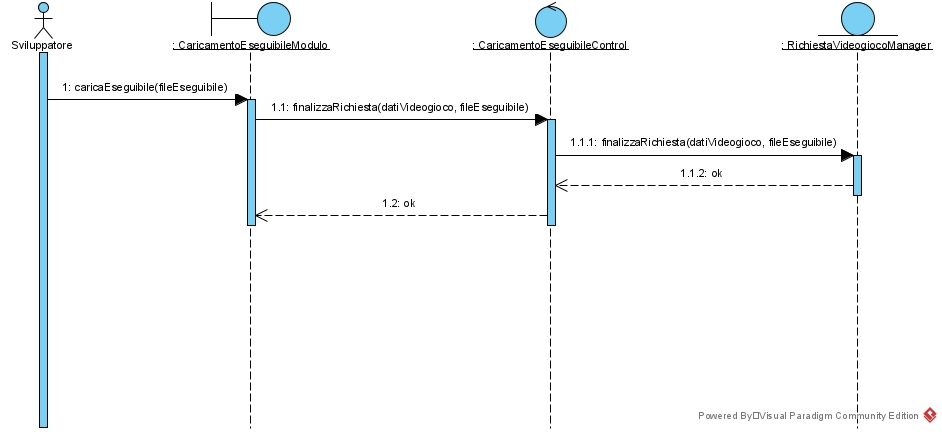 Sviluppatore
: CaricamentoEseguibileModulo
: CaricamentoEseguibileControl
: RichiestaVideogiocoManager
1: caricaEseguibile(fileEseguibile)
1.1: finalizzaRichiesta(datiVideogioco, fileEseguibile)
1.1.1: finalizzaRichiesta(datiVideogioco, fileEseguibile)
1.1.2: ok
1.2: ok
Powered By Visual Paradigm Community Edition